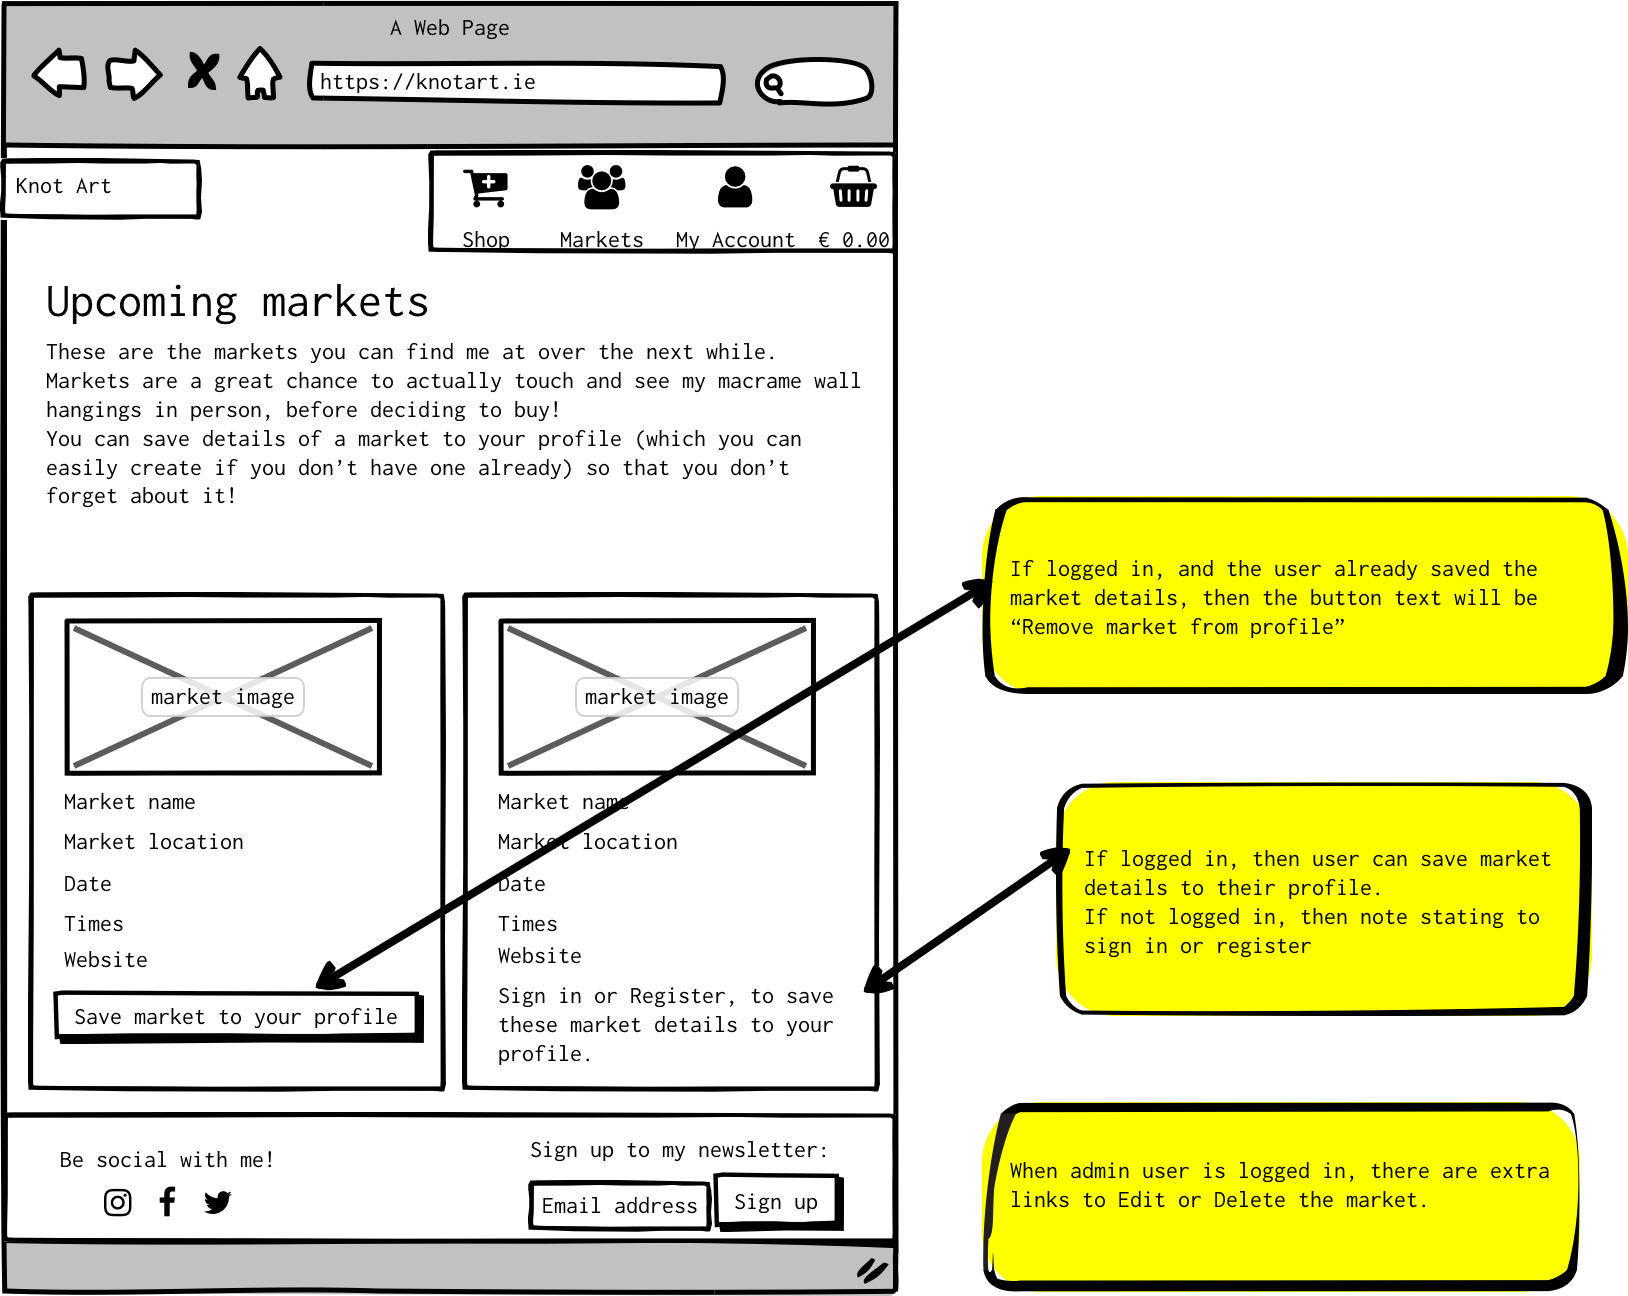 A Web Page
https://knotart.ie
Knot Art
Shop
Markets
My Account
€ 0.00
Upcoming markets
These are the markets you can find me at over the next while.
Markets are a great chance to actually touch and see my macrame wall
hangings in person, before deciding to buy!
You can save details of a market to your profile (which you can
easily create if you don’t have one already) so that you don’t
forget about it!
market image
Market name
Market location
Date
Times
Website
Save market to your profile
market image
Market name
Market location
Date
Times
Website
Sign in or Register, to save
these market details to your
profile.
If logged in, and the user already saved the
market details, then the button text will be
“Remove market from profile”
If logged in, then user can save market
details to their profile.
If not logged in, then note stating to
sign in or register
When admin user is logged in, there are extra
links to Edit or Delete the market.
Be social with me!
Sign up to my newsletter:
Email address
Sign up